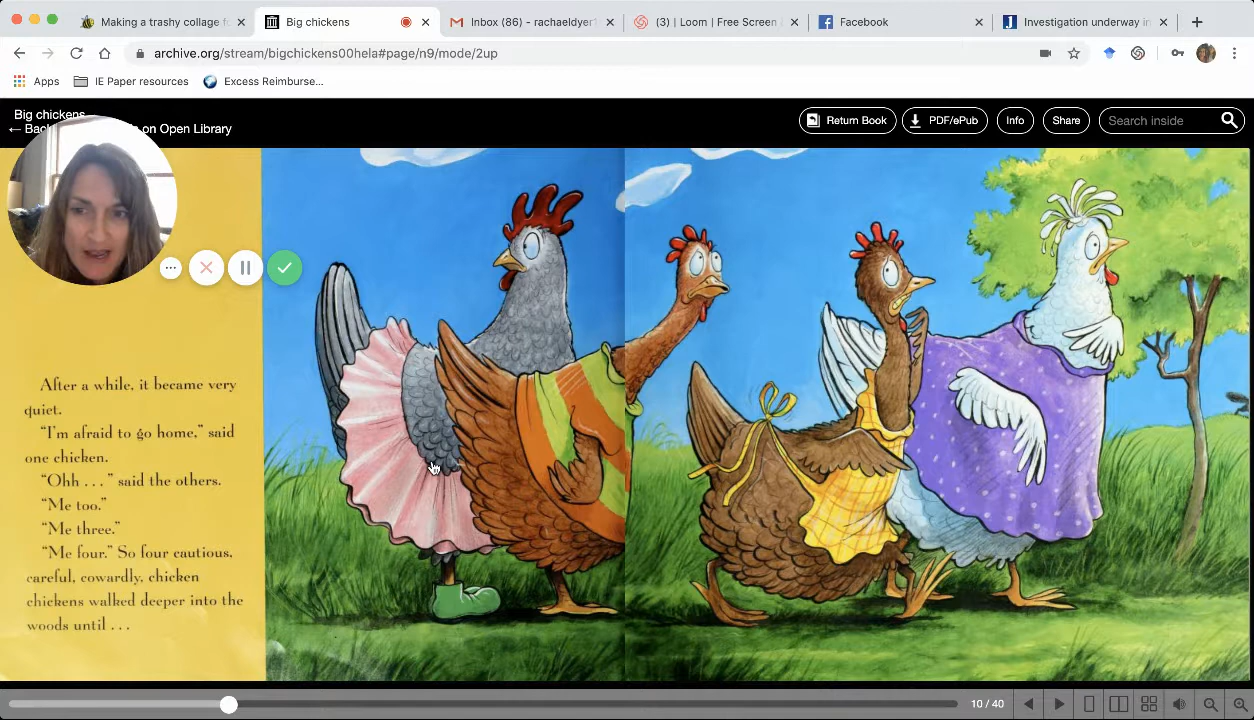 Making a trashy collage f
Big chickens
Inbox (86) - rachaeldyer
(3) | Loom | Free Screen
Facebook
Investigation underway in
archive.org/stream/bigchickens00hela#page/n9/mode/2up
Apps
IE Paper resources
Excess Reimburse...
Big chickens
← Bac
on Open Library
Return Book
PDF/ePub
Info
Share
Search inside
After a while, it became very
quiet.
“I'm afraid to go home,” said
one chicken.
“Ohh . . .” said the others.
“Me too.”
“Me three.”
“Me four.” So four cautious,
careful, cowardly, chicken
chickens walked deeper into the
woods until . . .
10 / 40